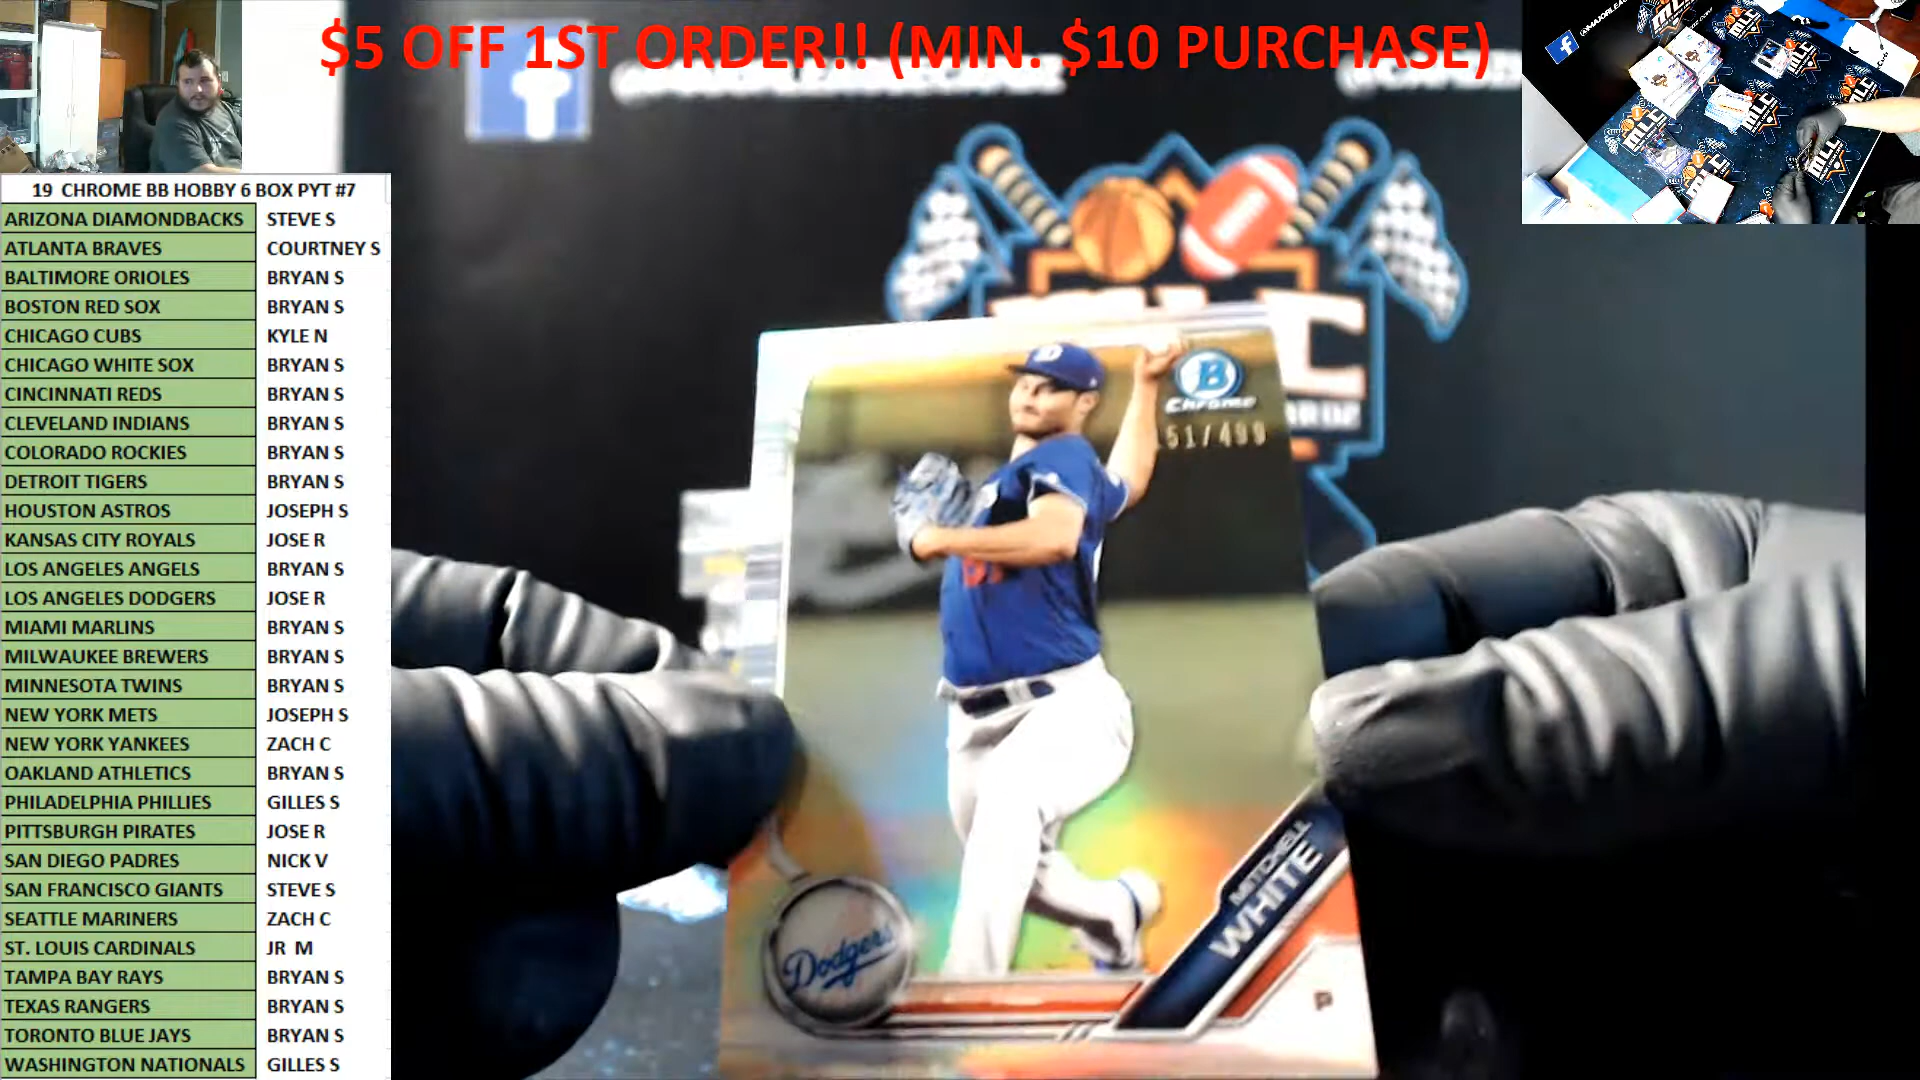 $5 OFF 1ST ORDER!! (MIN. $10 PURCHASE)
19 CHROME BB HOBBY 6 BOX PYT #7
ARIZONA DIAMONDBACKS STEVE S
ATLANTA BRAVES COURTNEY S
BALTIMORE ORIOLES BRYAN S
BOSTON RED SOX BRYAN S
CHICAGO CUBS KYLE N
CHICAGO WHITE SOX BRYAN S
CINCINNATI REDS BRYAN S
CLEVELAND INDIANS BRYAN S
COLORADO ROCKIES BRYAN S
DETROIT TIGERS BRYAN S
HOUSTON ASTROS JOSEPH S
KANSAS CITY ROYALS JOSE R
LOS ANGELES ANGELS BRYAN S
LOS ANGELES DODGERS JOSE R
MIAMI MARLINS BRYAN S
MILWAUKEE BREWERS BRYAN S
MINNESOTA TWINS BRYAN S
NEW YORK METS JOSEPH S
NEW YORK YANKEES ZACH C
OAKLAND ATHLETICS BRYAN S
PHILADELPHIA PHILLIES GILLES S
PITTSBURGH PIRATES JOSE R
SAN DIEGO PADRES NICK V
SAN FRANCISCO GIANTS STEVE S
SEATTLE MARINERS ZACH C
ST. LOUIS CARDINALS JR M
TAMPA BAY RAYS BRYAN S
TEXAS RANGERS BRYAN S
TORONTO BLUE JAYS BRYAN S
WASHINGTON NATIONALS GILLES S
B
Chrome
51/499
MITCHELL
WHITE
Dodgers
P
MLC
MLC
MLC